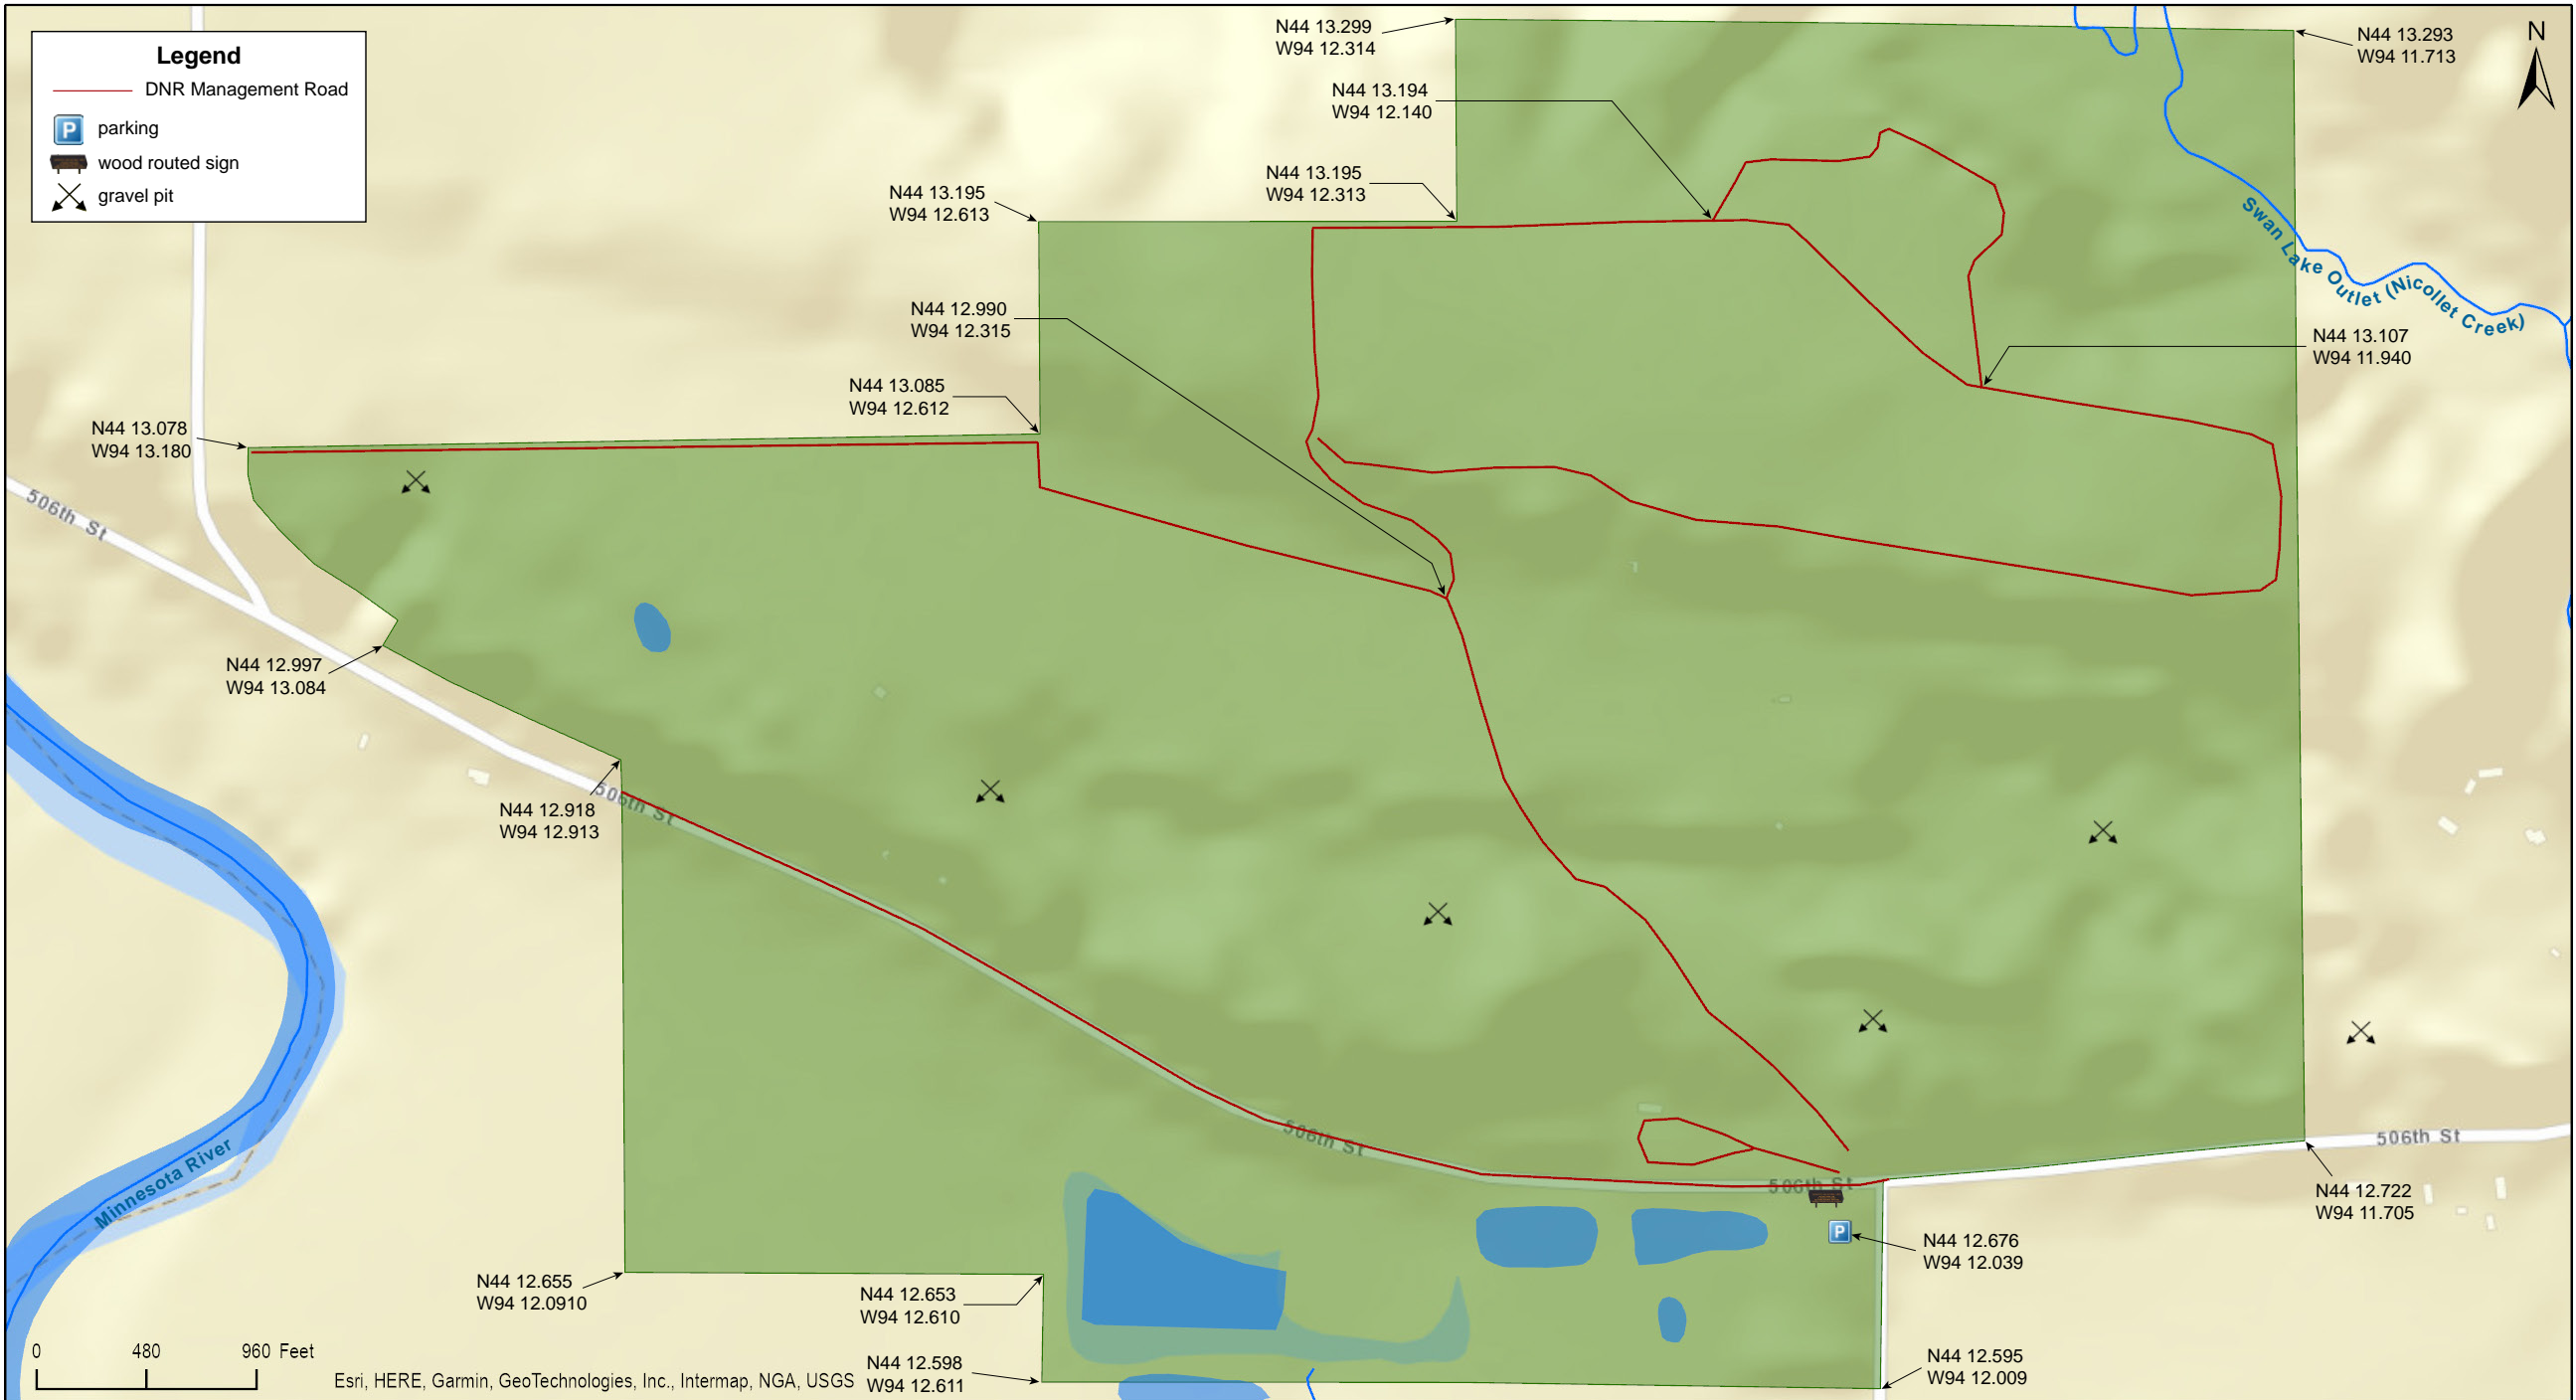 Legend
DNR Management Road
parking
wood routed sign
gravel pit
N44 13.299
W94 12.314
N44 13.293
W94 11.713
N
N44 13.194
W94 12.140
N44 13.195
W94 12.313
N44 13.195
W94 12.613
Swan Lake Outlet (Nicollet Creek)
N44 12.990
W94 12.315
N44 13.107
W94 11.940
N44 13.085
W94 12.612
N44 13.078
W94 13.180
506th St
N44 12.997
W94 13.084
506th St
N44 12.918
W94 12.913
506th St
506th St
Minnesota River
506th St
N44 12.722
W94 11.705
P
N44 12.676
W94 12.039
N44 12.655
W94 12.0910
N44 12.653
W94 12.610
N44 12.598
W94 12.611
N44 12.595
W94 12.009
0 480 960 Feet
Esri, HERE, Garmin, GeoTechnologies, Inc., Intermap, NGA, USGS